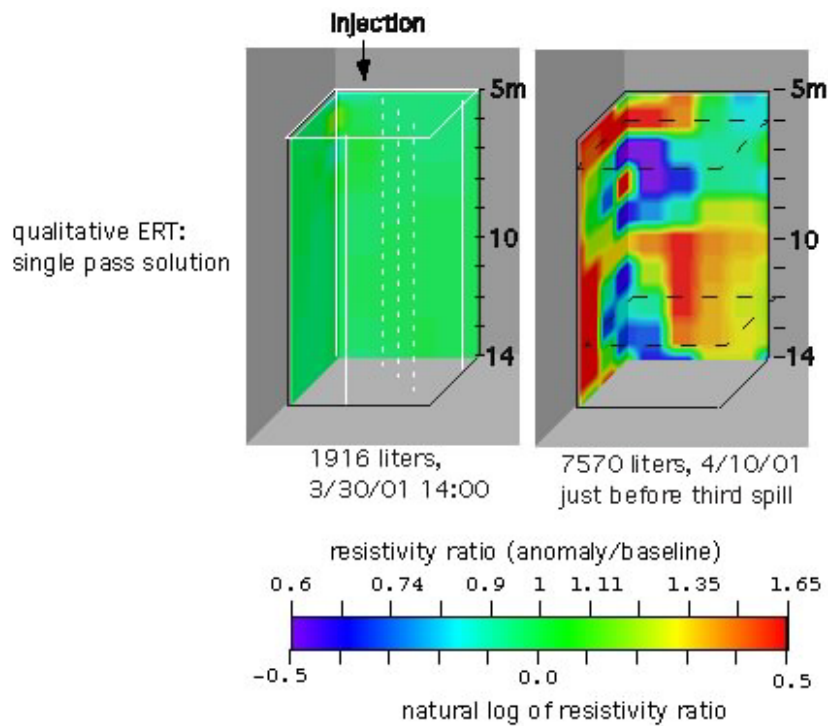 Injection
5m
10
14
5m
10
14
qualitative ERT:
single pass solution
1916 liters,
3/30/01 14:00
7570 liters, 4/10/01
just before third spill
resistivity ratio (anomaly/baseline)
0.6 0.74 0.9 1 1.11 1.35 1.65
-0.5 0.0 0.5
natural log of resistivity ratio